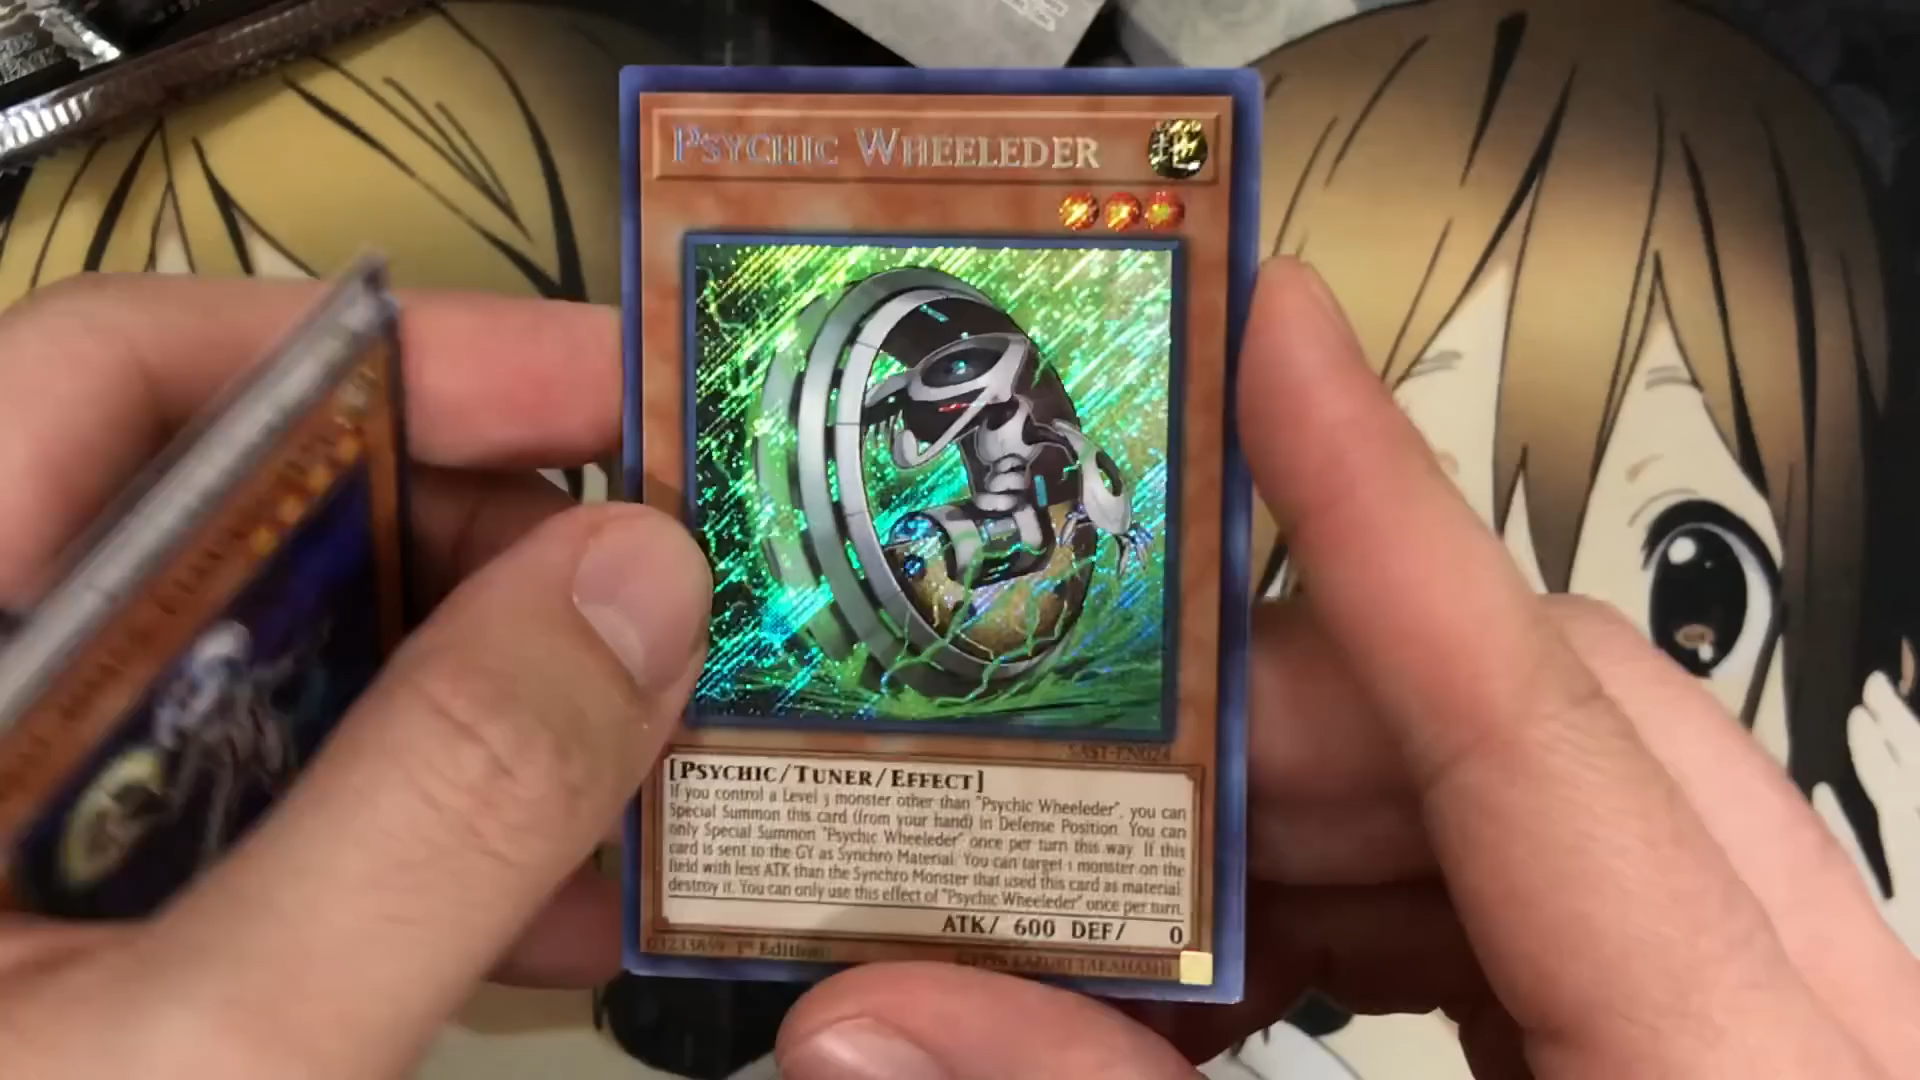 PSYCHIC WHEELEDER
地
SAST-EN024
[PSYCHIC/TUNER/EFFECT]
If you control a Level 3 monster other than "Psychic Wheeleder", you can
Special Summon this card (from your hand) in Defense Position. You can
only Special Summon "Psychic Wheeleder" once per turn this way. If this
card is sent to the GY as Synchro Material: You can target 1 monster on the
field with less ATK than the Synchro Monster that used this card as material;
destroy it. You can only use this effect of "Psychic Wheeleder" once per turn.
ATK/ 600 DEF/ 0
1st Edition
KAZUKI TAKAHASHI